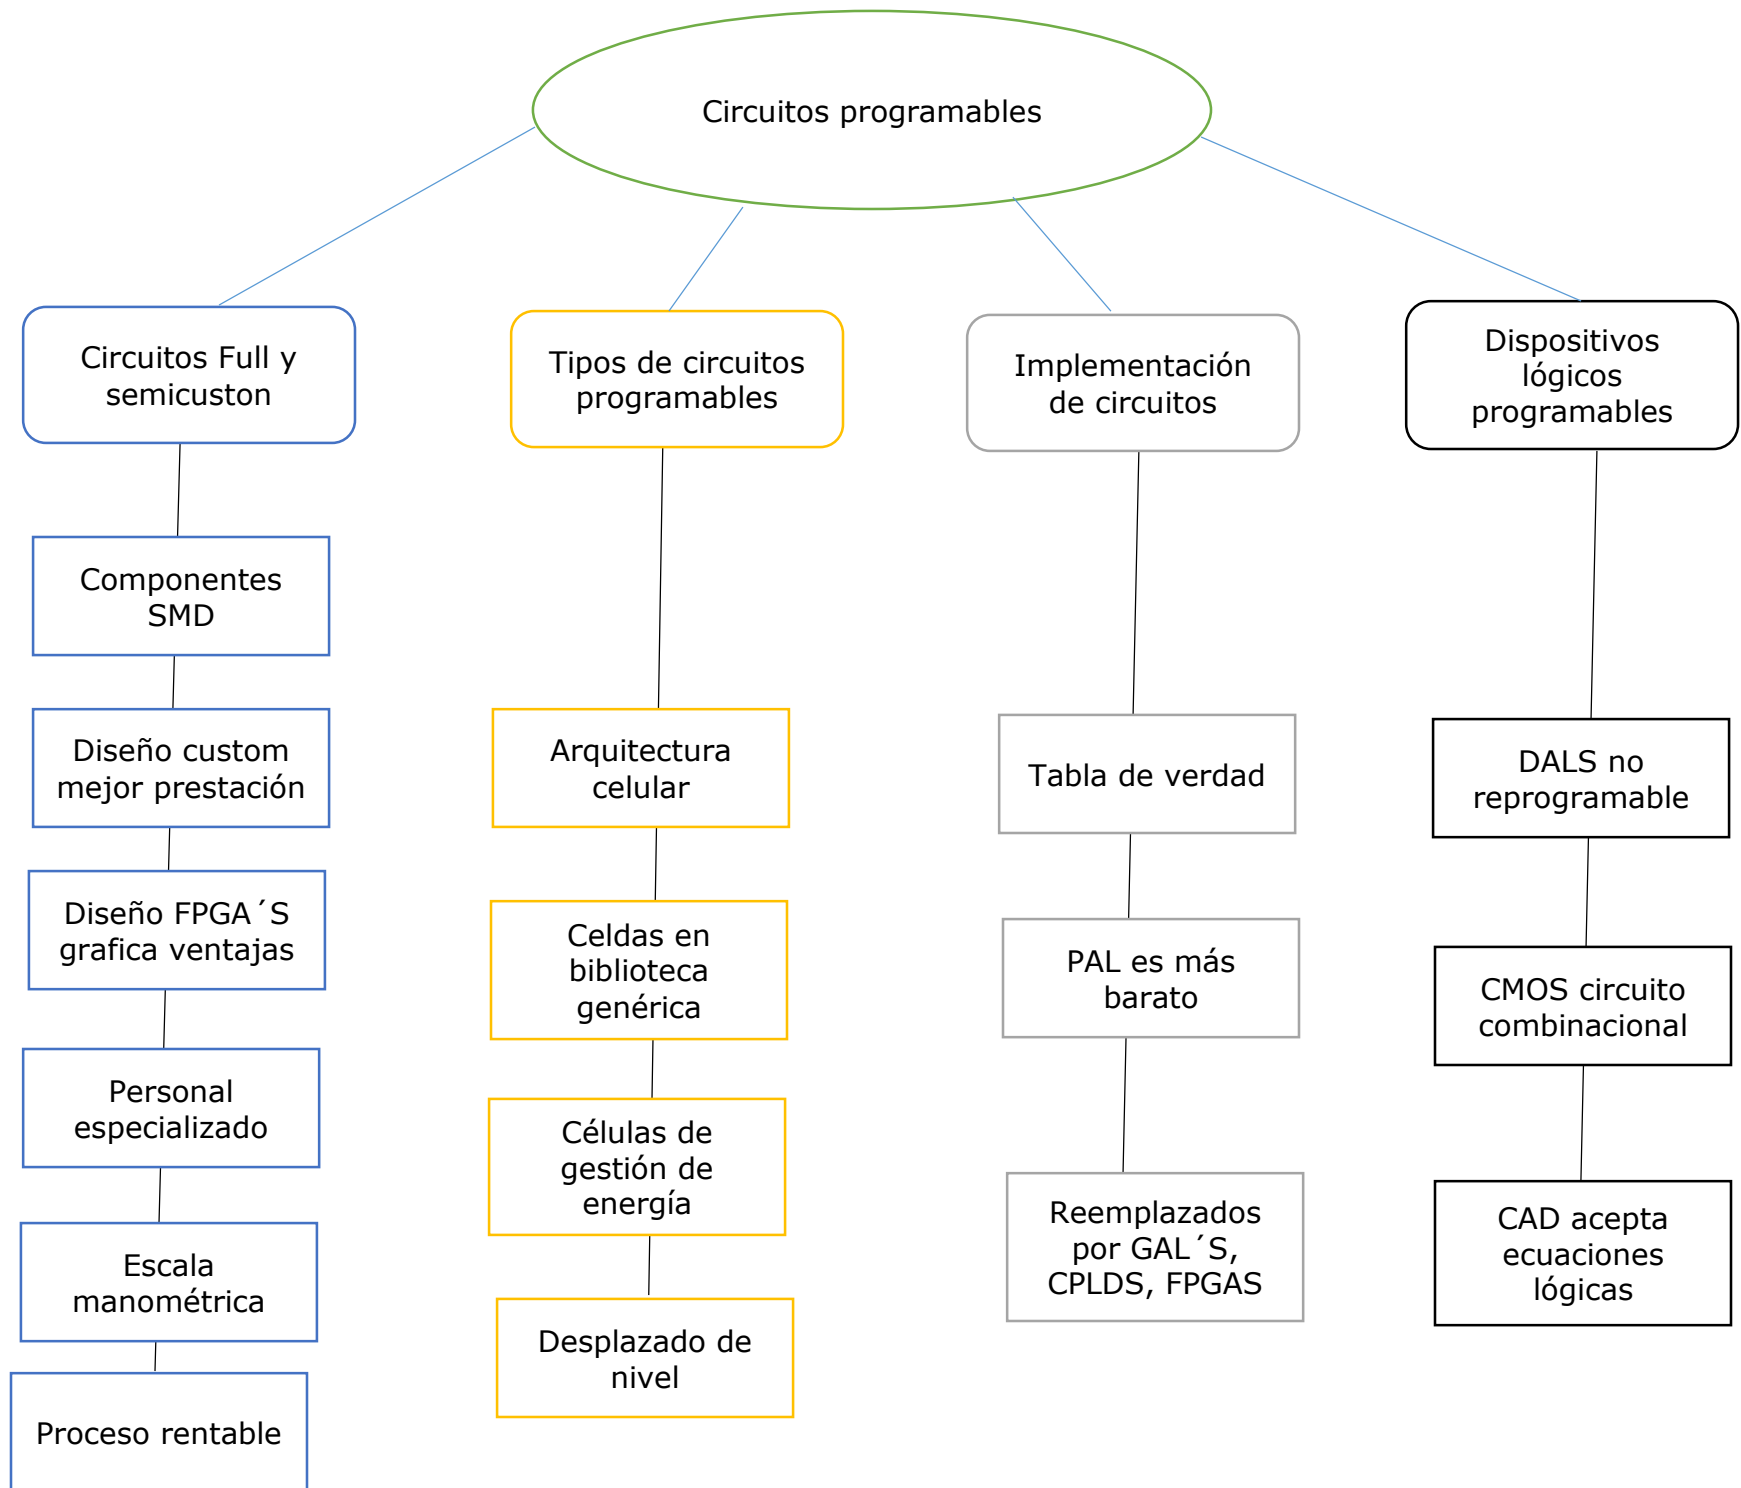 Circuitos programables
Circuitos Full y
semicuston
Tipos de circuitos
programables
Implementación
de circuitos
Dispositivos
lógicos
programables
Componentes
SMD
Diseño custom
mejor prestación
Diseño FPGA´S
grafica ventajas
Personal
especializado
Escala
manométrica
Proceso rentable
Arquitectura
celular
Celdas en
biblioteca
genérica
Células de
gestión de
energía
Desplazado de
nivel
Tabla de verdad
PAL es más
barato
Reemplazados
por GAL´S,
CPLDS, FPGAS
DALS no
reprogramable
CMOS circuito
combinacional
CAD acepta
ecuaciones
lógicas